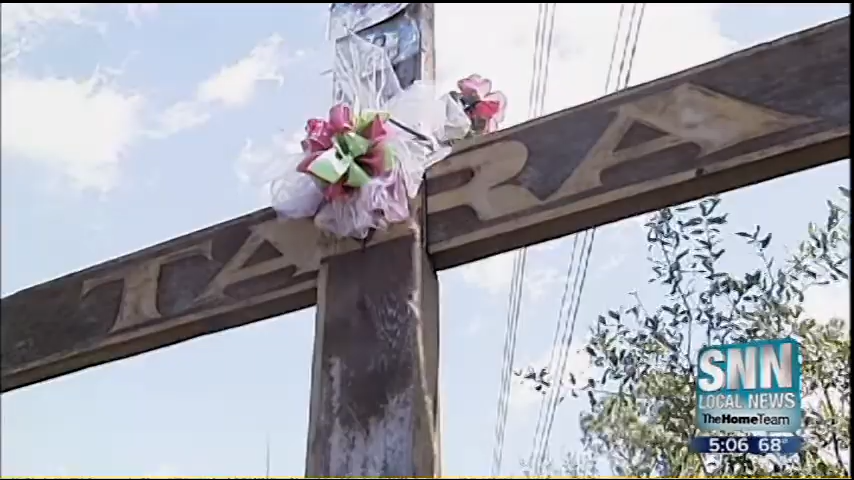 TARA
SNN
LOCAL NEWS
TheHomeTeam
5:06 68°